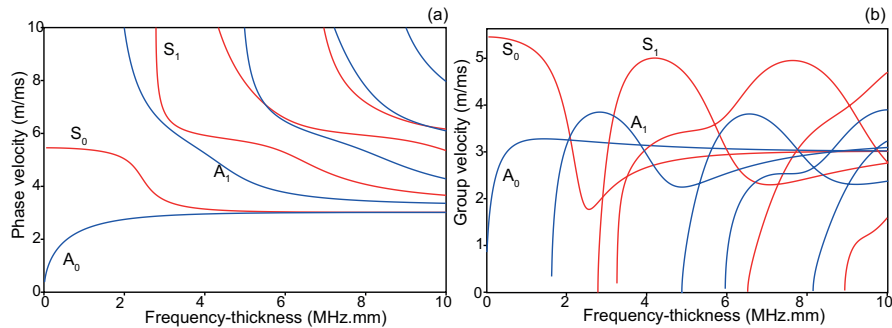 (a)
Phase velocity (m/ms)
10
8
6
4
2
0
S1
S0
A1
A0
0 2 4 6 8 10
Frequency-thickness (MHz.mm)
(b)
Group velocity (m/ms)
5
4
3
2
1
0
S0
S1
A1
A0
0 2 4 6 8 10
Frequency-thickness (MHz.mm)